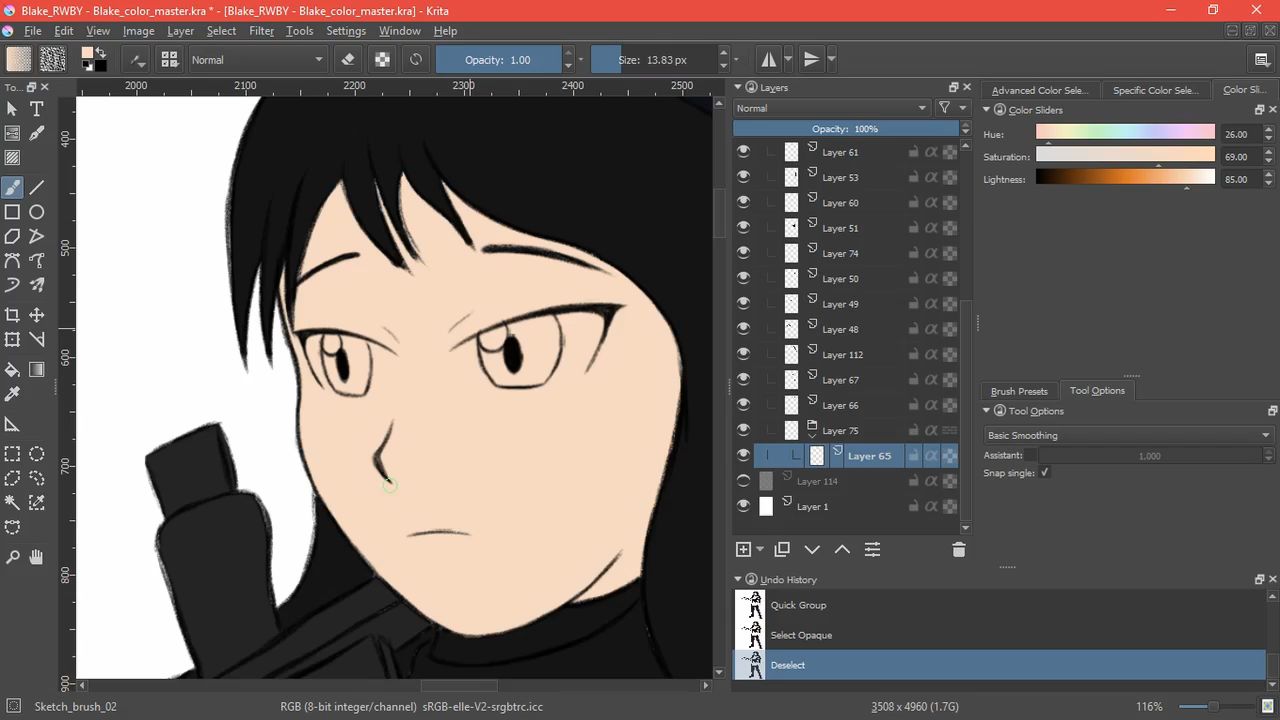 Blake_RWBY - Blake_color_master.kra * - [Blake_RWBY - Blake_color_master.kra] - Krita
File Edit View Image Layer Select Filter Tools Settings Window Help
Normal
Opacity: 1.00
Size: 13.83 px
To...
2000 2100 2200 2300 2400 2500
400
500
600
700
800
900
Layers
Normal
Opacity: 100%
Layer 61
Layer 53
Layer 60
Layer 51
Layer 74
Layer 50
Layer 49
Layer 48
Layer 112
Layer 67
Layer 66
Layer 75
Layer 65
Layer 114
Layer 1
Undo History
Quick Group
Select Opaque
Deselect
Advanced Color Sele... Specific Color Sele... Color Sli...
Color Sliders
Hue: 26.00
Saturation: 69.00
Lightness: 85.00
Brush Presets Tool Options
Tool Options
Basic Smoothing
Assistant: 1,000
Snap single:
Sketch_brush_02
RGB (8-bit integer/channel) sRGB-elle-V2-srgbtrc.icc
3508 x 4960 (1.7G)
116%